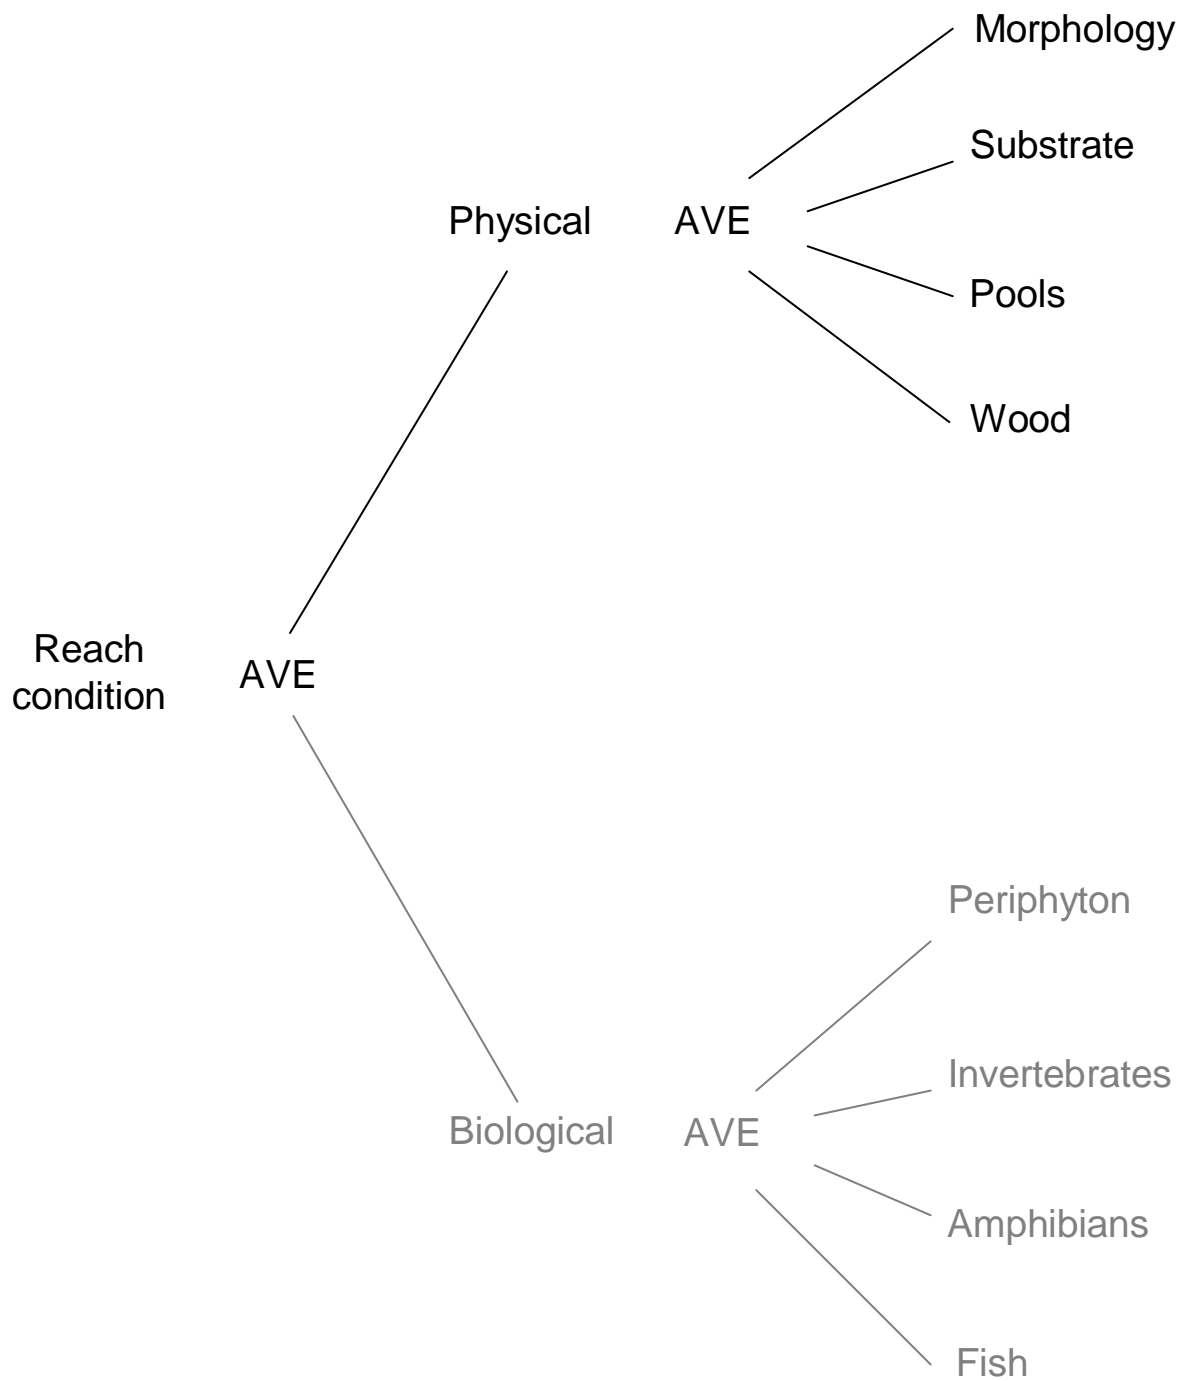 Morphology
Substrate
Physical AVE
Pools
Wood
Reach
condition
AVE
Periphyton
Invertebrates
Biological AVE
Amphibians
Fish